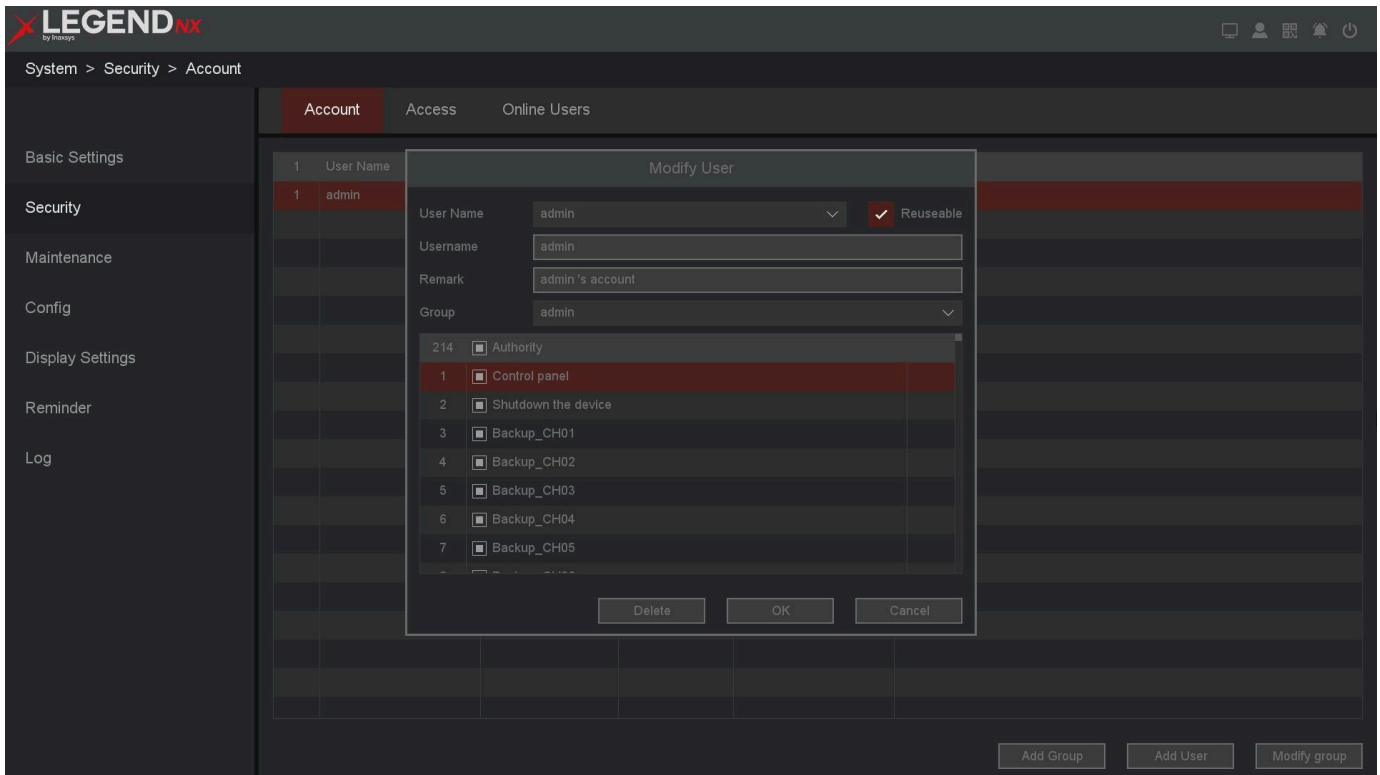 LEGEND NX
by Inaxsys
System > Security > Account
Account Access Online Users
Basic Settings
Security
Maintenance
Config
Display Settings
Reminder
Log
1 User Name
1 admin
Modify User
User Name admin Reuseable
Username admin
Remark admin 's account
Group admin
214 Authority
1 Control panel
2 Shutdown the device
3 Backup_CH01
4 Backup_CH02
5 Backup_CH03
6 Backup_CH04
7 Backup_CH05
Delete OK Cancel
Add Group Add User Modify group